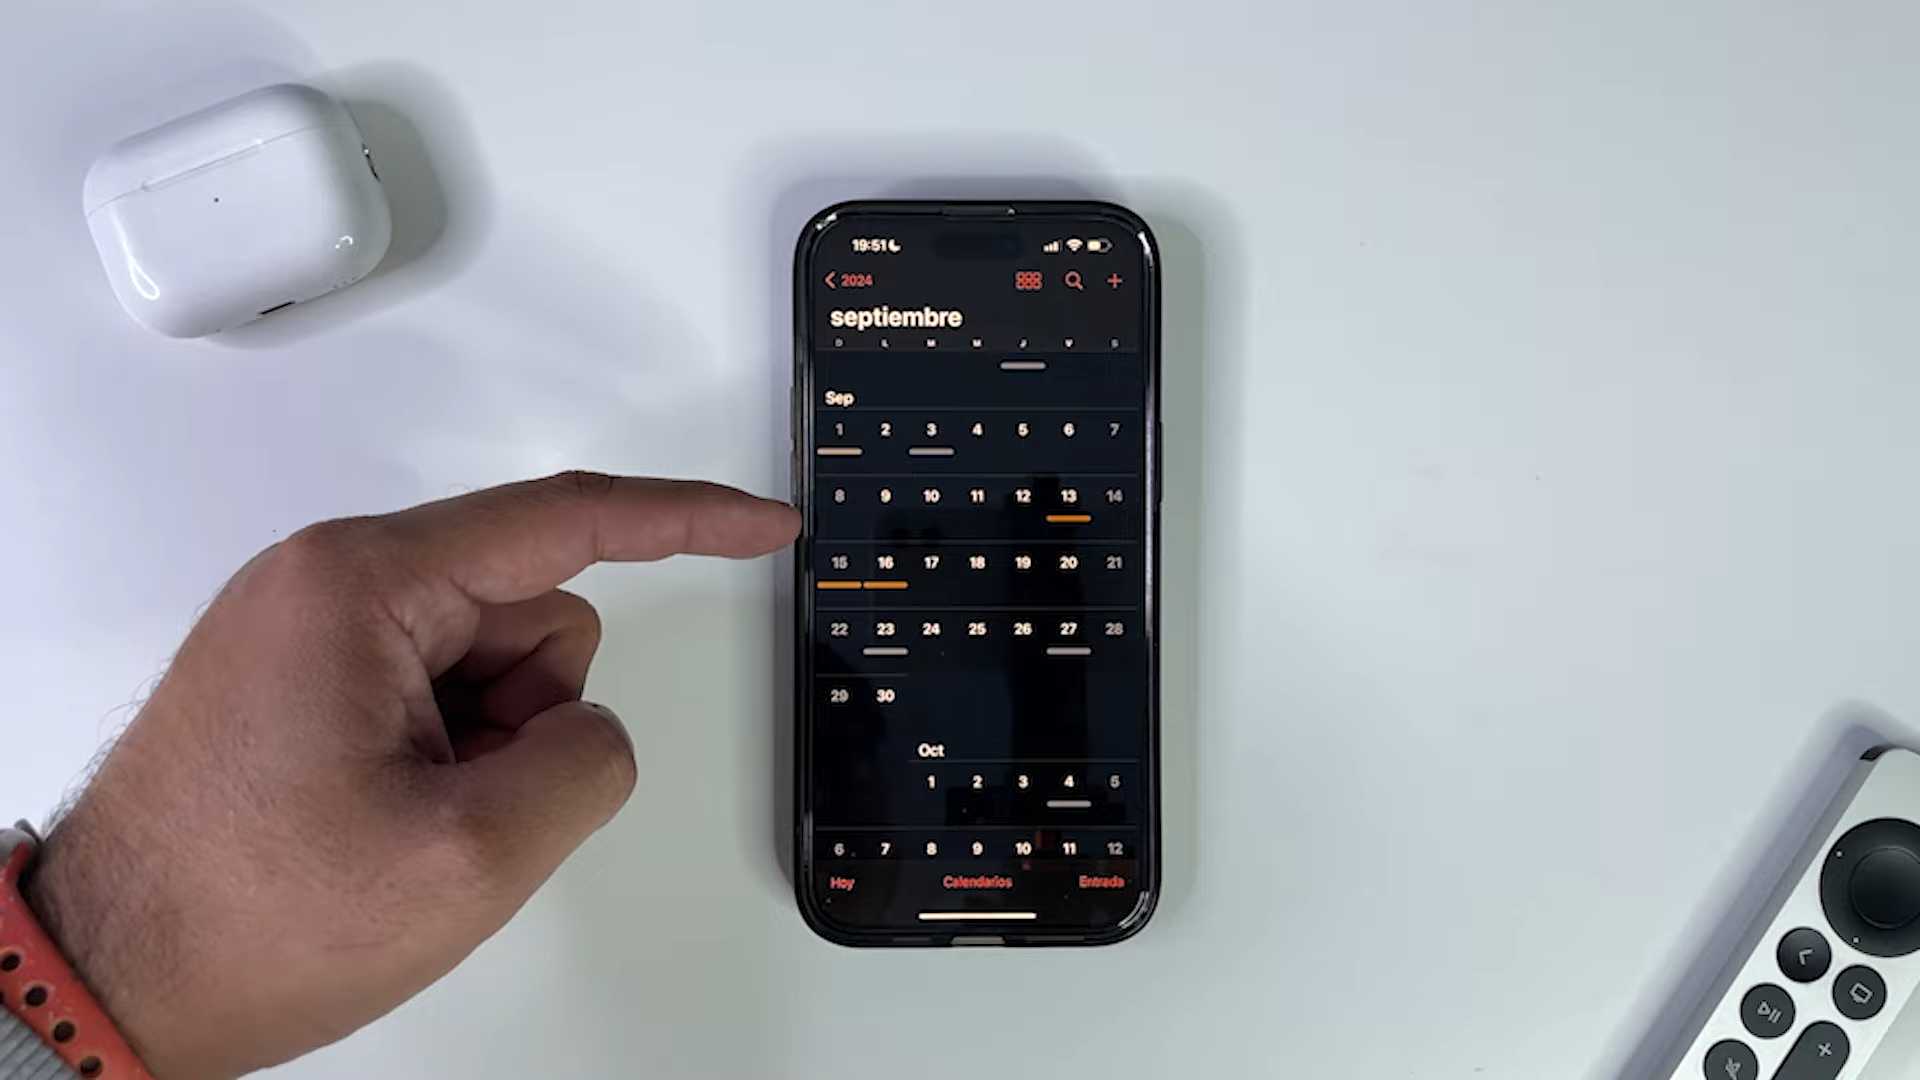 19:51
2024
septiembre
D L M M J V S
Sep
1 2 3 4 5 6 7
8 9 10 11 12 13 14
15 16 17 18 19 20 21
22 23 24 25 26 27 28
29 30
Oct
1 2 3 4 5
6 7 8 9 10 11 12
Hoy Calendarios Entrada